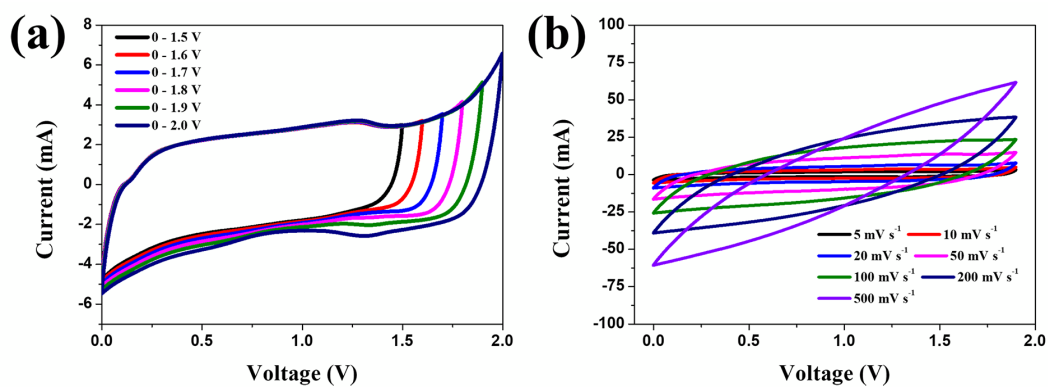 (a)
8
6
4
2
0
-2
-4
-6
0.0 0.5 1.0 1.5 2.0
Current (mA)
Voltage (V)
0 - 1.5 V
0 - 1.6 V
0 - 1.7 V
0 - 1.8 V
0 - 1.9 V
0 - 2.0 V
(b)
100
75
50
25
0
-25
-50
-75
-100
0.0 0.5 1.0 1.5 2.0
Current (mA)
Voltage (V)
5 mV s⁻¹ 10 mV s⁻¹
20 mV s⁻¹ 50 mV s⁻¹
100 mV s⁻¹ 200 mV s⁻¹
500 mV s⁻¹